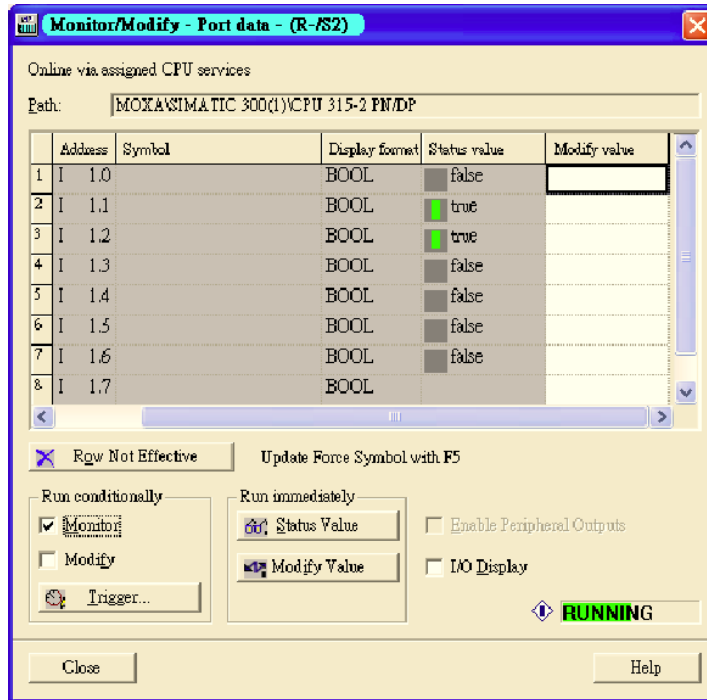 Monitor/Modify - Port data - (R-/S2)
Online via assigned CPU services
Path: MOXA\SIMATIC 300(1)\CPU 315-2 PN/DP
Address Symbol Display format Status value Modify value
1 I 1.0 BOOL false
2 I 1.1 BOOL true
3 I 1.2 BOOL true
4 I 1.3 BOOL false
5 I 1.4 BOOL false
6 I 1.5 BOOL false
7 I 1.6 BOOL false
8 I 1.7 BOOL
Row Not Effective Update Force Symbol with F5
Run conditionally Run immediately
Monitor Status Value Enable Peripheral Outputs
Modify Modify Value I/O Display
Trigger...
RUNNING
Close Help